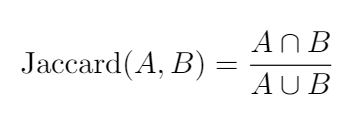 Jaccard(A, B) = A ∩ B / A ∪ B